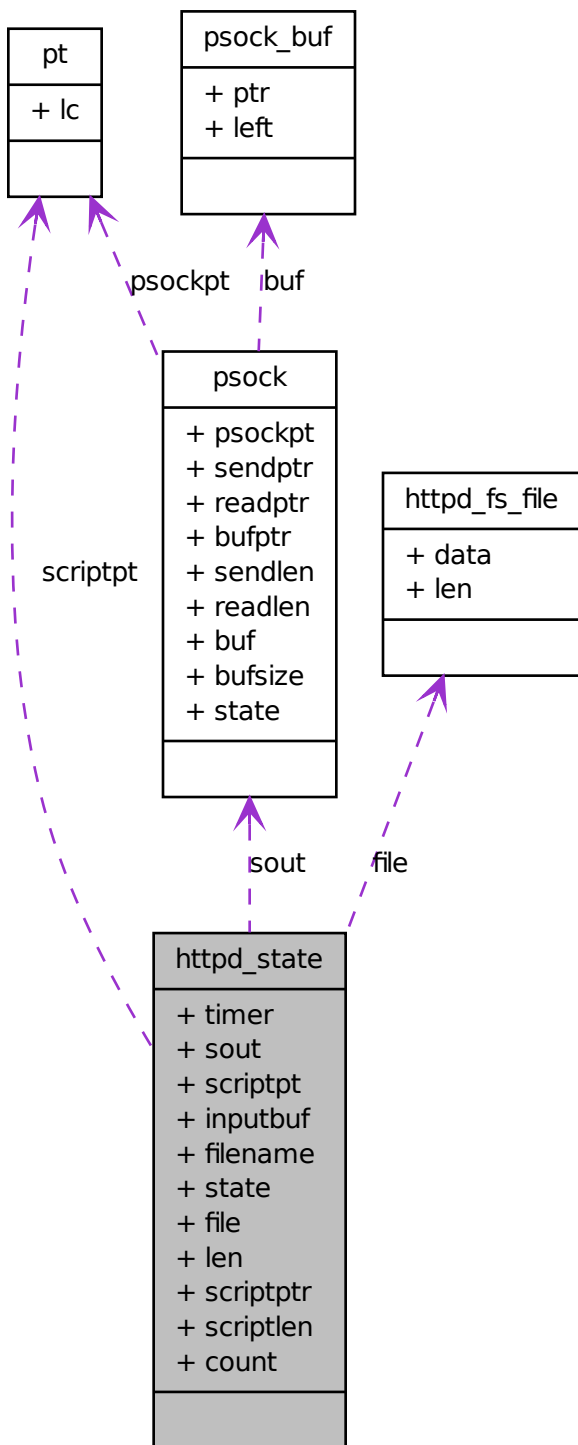 pt
+ lc
psock_buf
+ ptr
+ left
psockpt
buf
psock
+ psockpt
+ sendptr
+ readptr
+ bufptr
+ sendlen
+ readlen
+ buf
+ bufsize
+ state
httpd_fs_file
+ data
+ len
scriptpt
sout
file
httpd_state
+ timer
+ sout
+ scriptpt
+ inputbuf
+ filename
+ state
+ file
+ len
+ scriptptr
+ scriptlen
+ count